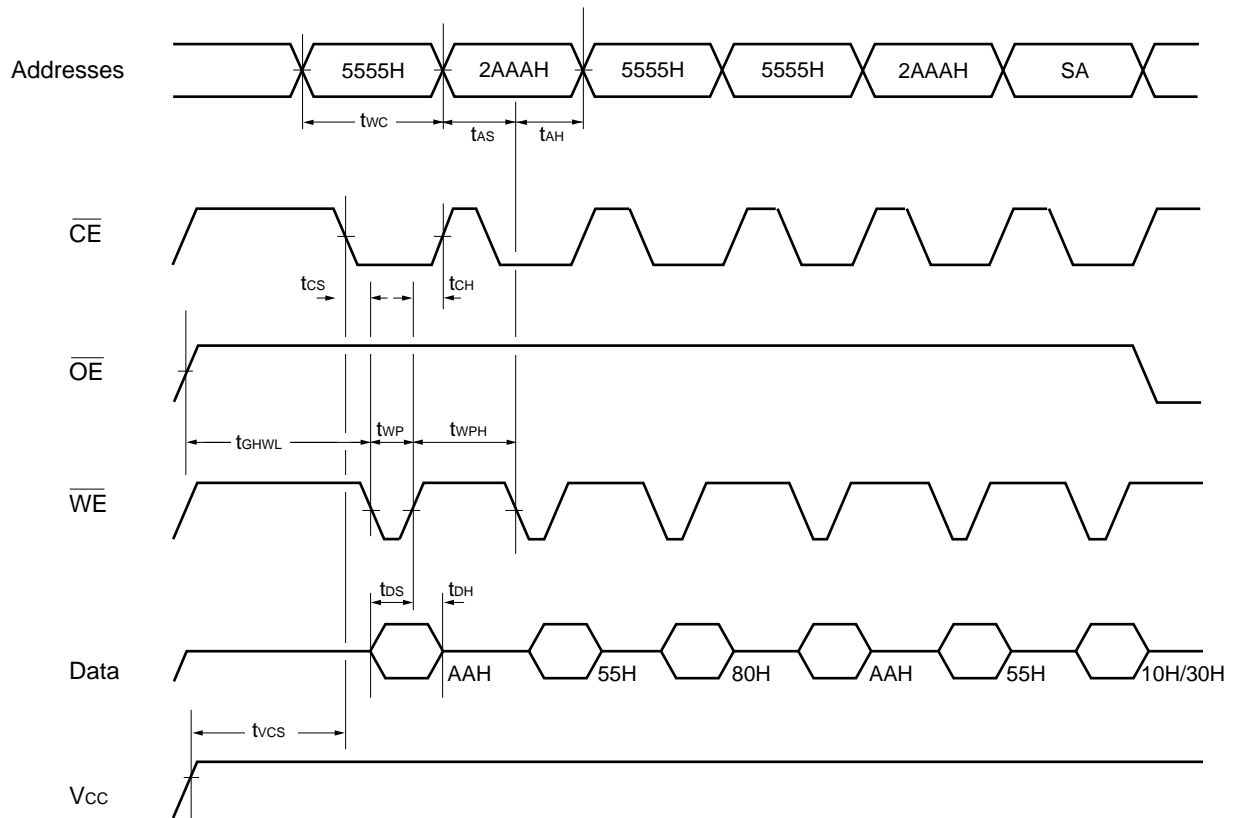 Addresses
5555H 2AAAH 5555H 5555H 2AAAH SA
tWC tAS tAH
CE
tCS tCH
OE
tGHWL tWP tWPH
WE
tDS tDH
Data
AAH 55H 80H AAH 55H 10H/30H
tVCS
VCC